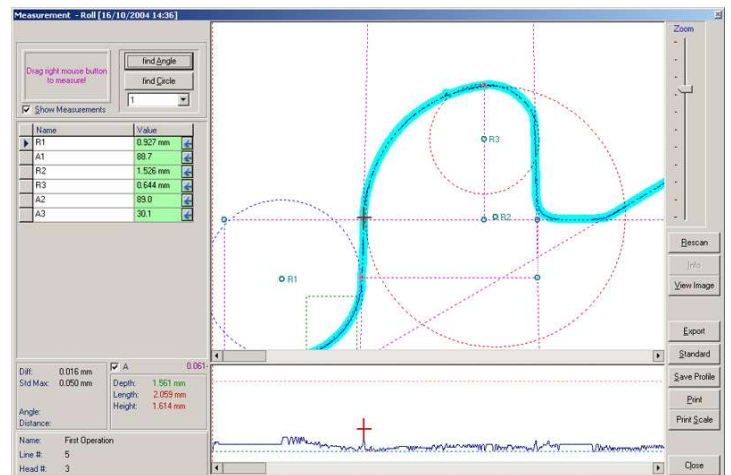 Measurement - Roll [16/10/2004 14:36]
Drag right mouse button
to measure!
find Angle
find Circle
Show Measurements
1
Name Value
R1 0.927 mm
A1 88.7
R2 1.526 mm
R3 0.644 mm
A2 89.0
A3 30.1
Diff: 0.016 mm
Std Max: 0.050 mm
Angle:
Distance:
A 0.061-
Depth: 1.561 mm
Length: 2.059 mm
Height: 1.614 mm
Name: First Operation
Line #: 5
Head #: 3
R3
R2
R1
Zoom
Rescan
Info
View Image
Export
Standard
Save Profile
Print
Print Scale
Close